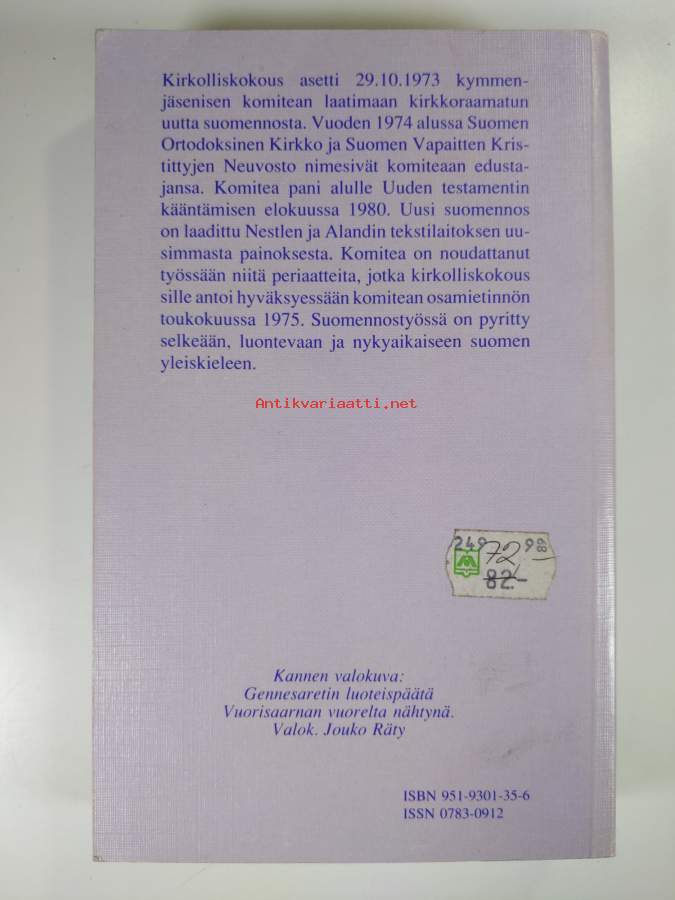 Kirkolliskokous asetti 29.10.1973 kymmen-
jäsenisen komitean laatimaan kirkkoraamatun
uutta suomennosta. Vuoden 1974 alussa Suomen
Ortodoksinen Kirkko ja Suomen Vapaitten Kris-
tittyjen Neuvosto nimesivät komiteaan edusta-
jansa. Komitea pani alulle Uuden testamentin
kääntämisen elokuussa 1980. Uusi suomennos
on laadittu Nestlen ja Alandin tekstilaitoksen uu-
simmasta painoksesta. Komitea on noudattanut
työssään niitä periaatteita, jotka kirkolliskokous
sille antoi hyväksyessään komitean osamietinnön
toukokuussa 1975. Suomennostyössä on pyritty
selkeään, luontevaan ja nykyaikaiseen suomen
yleiskieleen.
Antikvariaatti.net
249 72,- 
82.-
Kannen valokuva:
Gennesaretin luoteispäätä
Vuorisaarnan vuorelta nähtynä.
Valok. Jouko Räty
ISBN 951-9301-35-6
ISSN 0783-0912